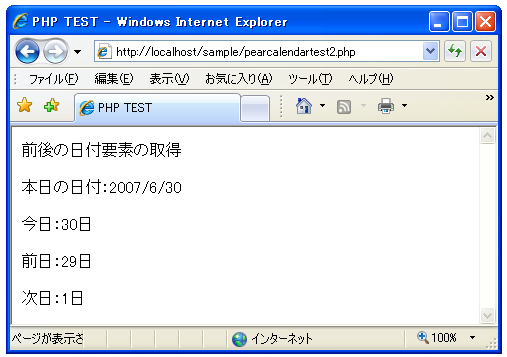 PHP TEST - Windows Internet Explorer
http://localhost/sample/pearcalendartest2.php
ファイル(F) 編集(E) 表示(V) お気に入り(A) ツール(T) ヘルプ(H)
PHP TEST
前後の日付要素の取得
本日の日付:2007/6/30
今日:30日
前日:29日
次日:1日
ページが表示さ インターネット 100%